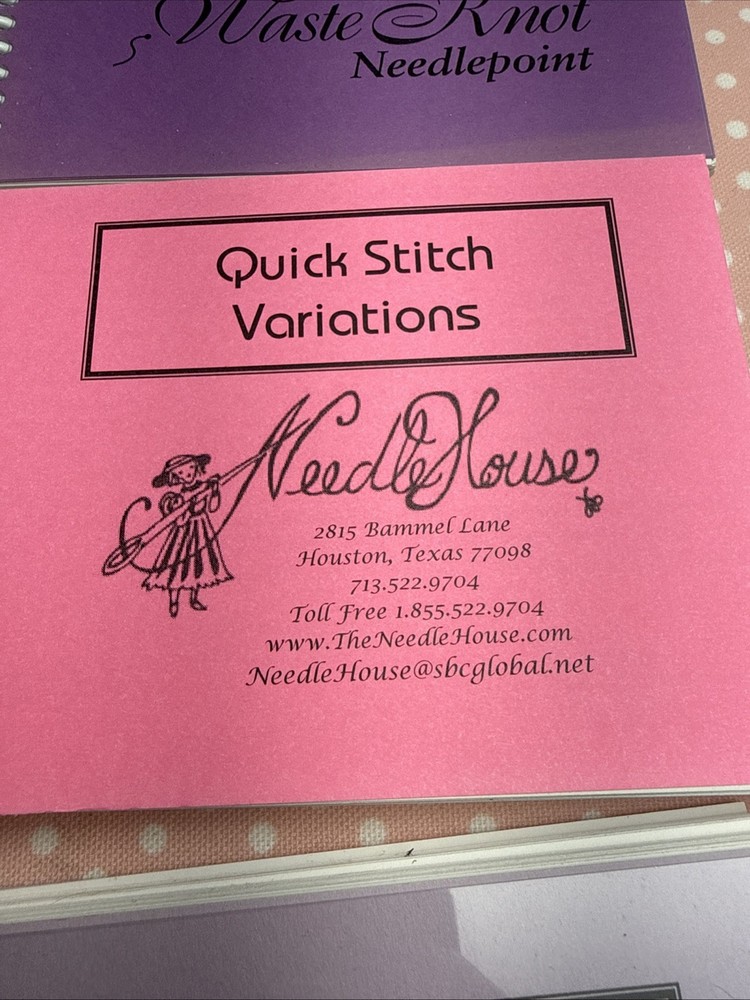 Waste Knot
Needlepoint
Quick Stitch
Variations
NeedleHouse
2815 Bammel Lane
Houston, Texas 77098
713.522.9704
Toll Free 1.855.522.9704
www.TheNeedleHouse.com
NeedleHouse@sbcglobal.net